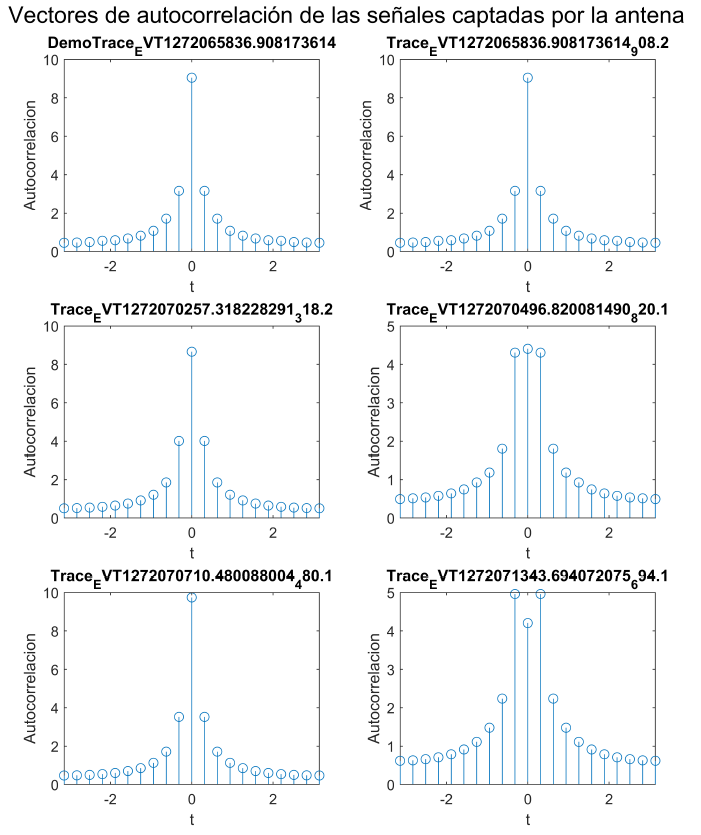 Vectores de autocorrelación de las señales captadas por la antena
DemoTrace_EVT1272065836.908173614
Autocorrelacion
10
8
6
4
2
0
-2 0 2
t
Trace_EVT1272065836.908173614_908.2
Autocorrelacion
10
8
6
4
2
0
-2 0 2
t
Trace_EVT1272070257.318228291_318.2
Autocorrelacion
10
8
6
4
2
0
-2 0 2
t
Trace_EVT1272070496.820081490_820.1
Autocorrelacion
5
4
3
2
1
0
-2 0 2
t
Trace_EVT1272070710.480088004_480.1
Autocorrelacion
10
8
6
4
2
0
-2 0 2
t
Trace_EVT1272071343.694072075_694.1
Autocorrelacion
5
4
3
2
1
0
-2 0 2
t